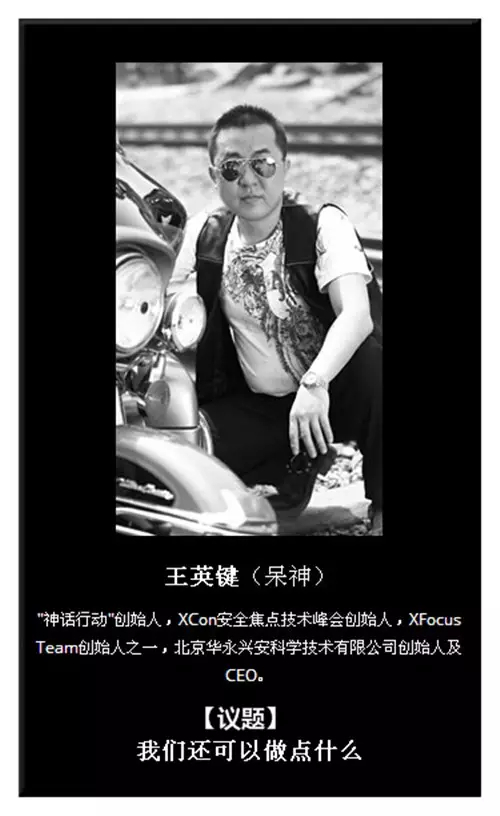 王英键（呆神）
"神话行动"创始人，XCon安全焦点技术峰会创始人，XFocus
Team创始人之一，北京华永兴安科学技术有限公司创始人及
CEO。
【议题】
我们还可以做点什么